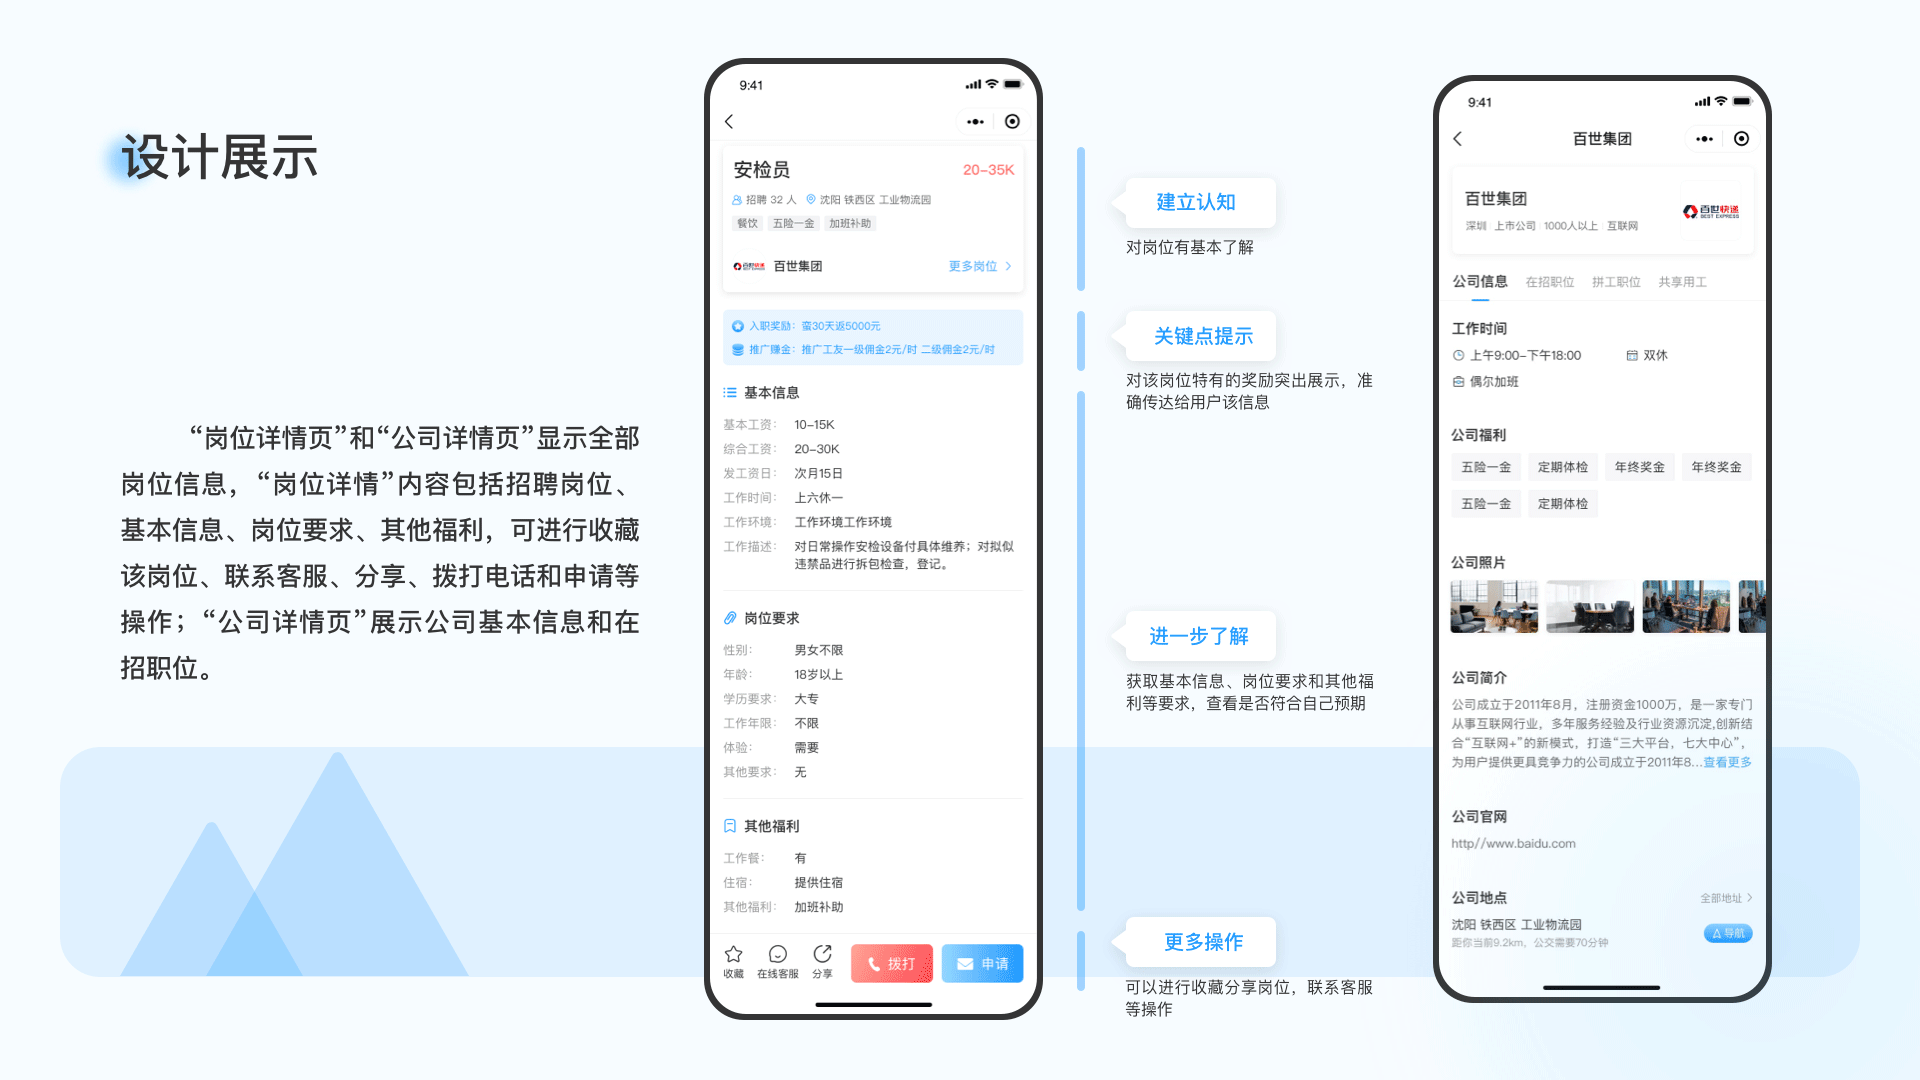 设计展示
“岗位详情页”和“公司详情页”显示全部
岗位信息，“岗位详情”内容包括招聘岗位、
基本信息、岗位要求、其他福利，可进行收藏
该岗位、联系客服、分享、拨打电话和申请等
操作；“公司详情页”展示公司基本信息和在
招职位。
9:41
安检员
20-35K
招聘 32 人 沈阳 铁西区 工业物流园
餐饮 五险一金 加班补助
百世快递
百世集团
更多岗位
入职奖励：蛮30天返5000元
推广赚金：推广工友一级佣金2元/时 二级佣金2元/时
基本信息
基本工资： 10-15K
综合工资： 20-30K
发工资日： 次月15日
工作时间： 上六休一
工作环境： 工作环境工作环境
工作描述： 对日常操作安检设备付具体维养；对拟似
违禁品进行拆包检查，登记。
岗位要求
性别： 男女不限
年龄： 18岁以上
学历要求： 大专
工作年限： 不限
体验： 需要
其他要求： 无
其他福利
工作餐： 有
住宿： 提供住宿
其他福利： 加班补助
收藏 在线客服 分享 拨打 申请
建立认知
对岗位有基本了解
关键点提示
对该岗位特有的奖励突出展示，准
确传达给用户该信息
进一步了解
获取基本信息、岗位要求和其他福
利等要求，查看是否符合自己预期
更多操作
可以进行收藏分享岗位，联系客服
等操作
9:41
百世集团
百世集团
深圳 上市公司 1000人以上 互联网
百世快递
BEST EXPRESS
公司信息 在招职位 拼工职位 共享用工
工作时间
上午9:00-下午18:00 双休
偶尔加班
公司福利
五险一金 定期体检 年终奖金 年终奖金
五险一金 定期体检
公司照片
公司简介
公司成立于2011年8月，注册资金1000万，是一家专门
从事互联网行业，多年服务经验及行业资源沉淀,创新结
合“互联网+”的新模式，打造“三大平台，七大中心”，
为用户提供更具竞争力的公司成立于2011年8...查看更多
公司官网
http//www.baidu.com
公司地点
全部地址
沈阳 铁西区 工业物流园
距你当前9.2km，公交需要70分钟
导航